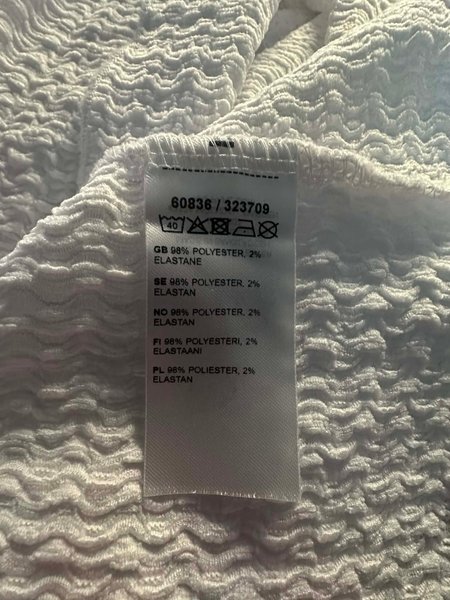 60836 / 323709
40
GB 98% POLYESTER, 2%
ELASTANE
SE 98% POLYESTER, 2%
ELASTAN
NO 98% POLYESTER, 2%
ELASTAN
FI 98% POLYESTERI, 2%
ELASTAANI
PL 98% POLIESTER, 2%
ELASTAN